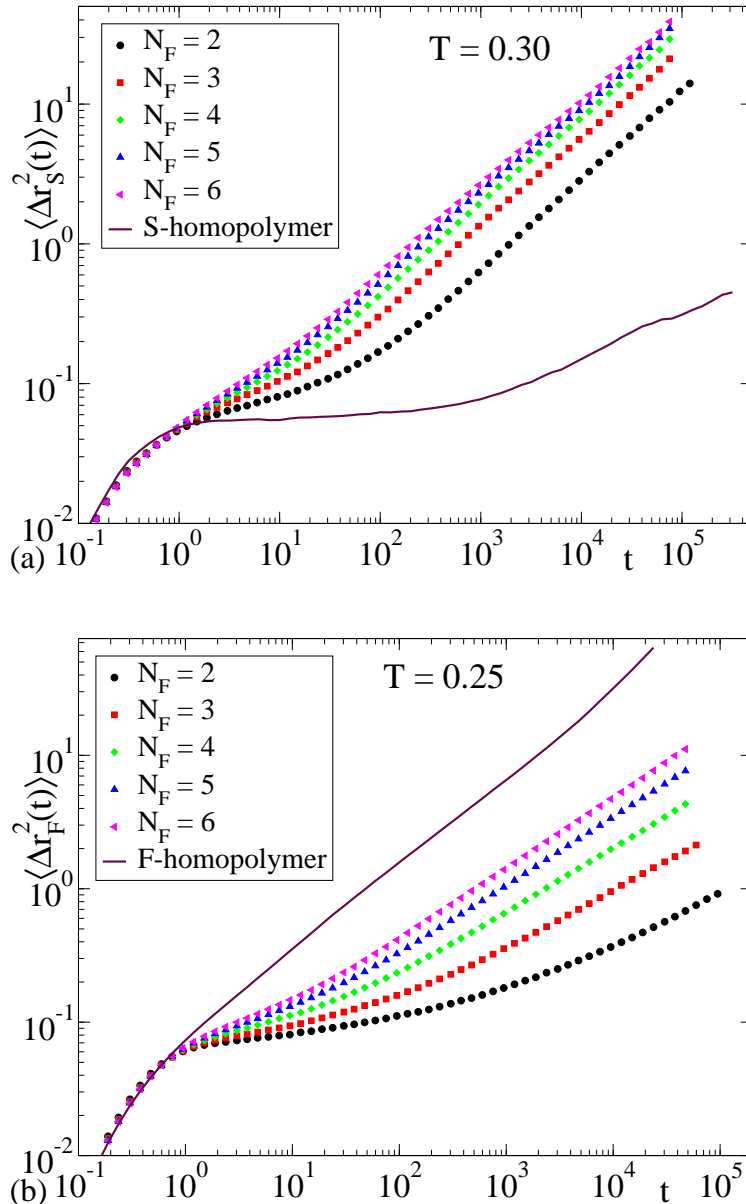 T = 0.30
N_F = 2
N_F = 3
N_F = 4
N_F = 5
N_F = 6
S-homopolymer
⟨Δr_S^2(t)⟩
10^1
10^0
10^-1
10^-2
10^-1 10^0 10^1 10^2 10^3 10^4 10^5
t
(a)
T = 0.25
N_F = 2
N_F = 3
N_F = 4
N_F = 5
N_F = 6
F-homopolymer
⟨Δr_F^2(t)⟩
10^1
10^0
10^-1
10^-2
10^-1 10^0 10^1 10^2 10^3 10^4 10^5
t
(b)